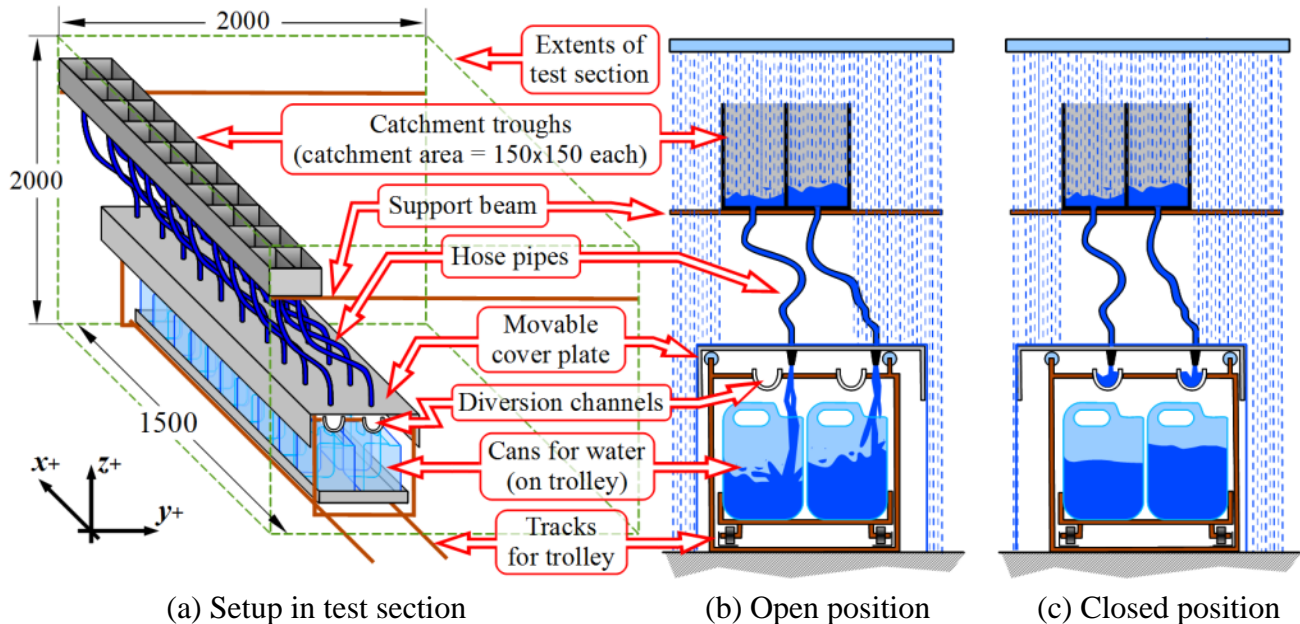 2000
Extents of
test section
Catchment troughs
(catchment area = 150x150 each)
2000
Support beam
Hose pipes
Movable
cover plate
Diversion channels
1500
Cans for water
(on trolley)
x+
z+
y+
Tracks
for trolley
(a) Setup in test section
(b) Open position
(c) Closed position